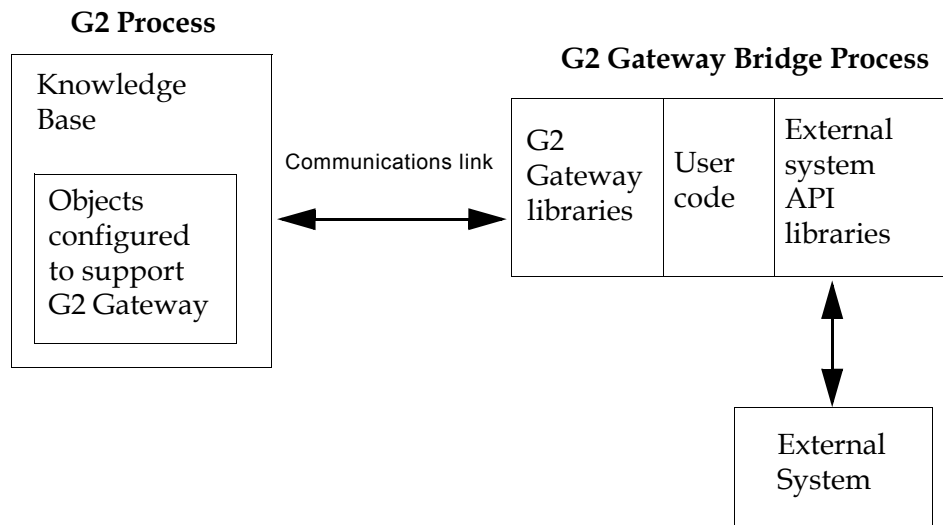 G2 Process
Knowledge
Base
Objects
configured
to support
G2 Gateway
Communications link
G2 Gateway Bridge Process
G2
Gateway
libraries
User
code
External
system
API
libraries
External
System